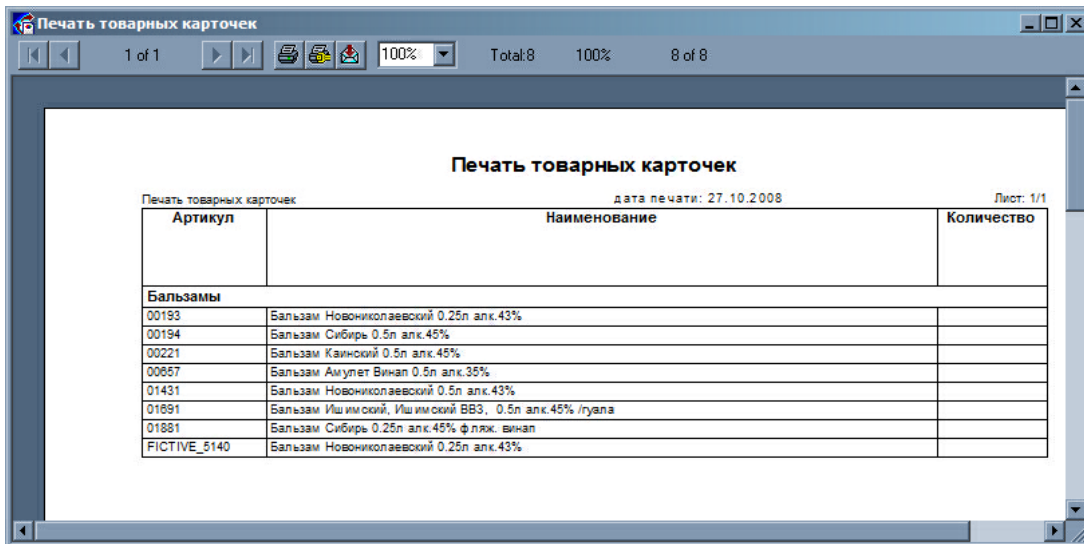 Печать товарных карточек
1 of 1 100% Total:8 100% 8 of 8
Печать товарных карточек
Печать товарных карточек дата печати: 27.10.2008 Лист: 1/1
Артикул Наименование Количество
Бальзамы
00193 Бальзам Новониколаевский 0.25л алк.43%
00194 Бальзам Сибирь 0.5л алк.45%
00221 Бальзам Каинский 0.5л алк.45%
00657 Бальзам Амулет Винап 0.5л алк.35%
01431 Бальзам Новониколаевский 0.5л алк.43%
01691 Бальзам Ишимский, Ишимский ВВЗ, 0.5л алк.45% /гуала
01881 Бальзам Сибирь 0.25л алк.45% фляж. винап
FICTIVE_5140 Бальзам Новониколаевский 0.25л алк.43%